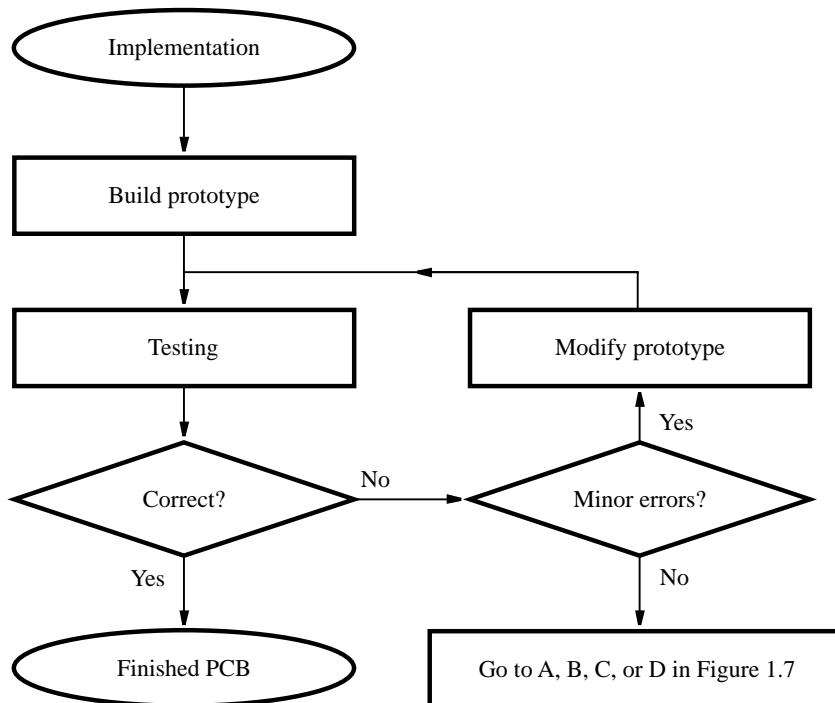 Implementation
Build prototype
Testing
Modify prototype
Yes
Correct?
No
Minor errors?
Yes
No
Finished PCB
Go to A, B, C, or D in Figure 1.7